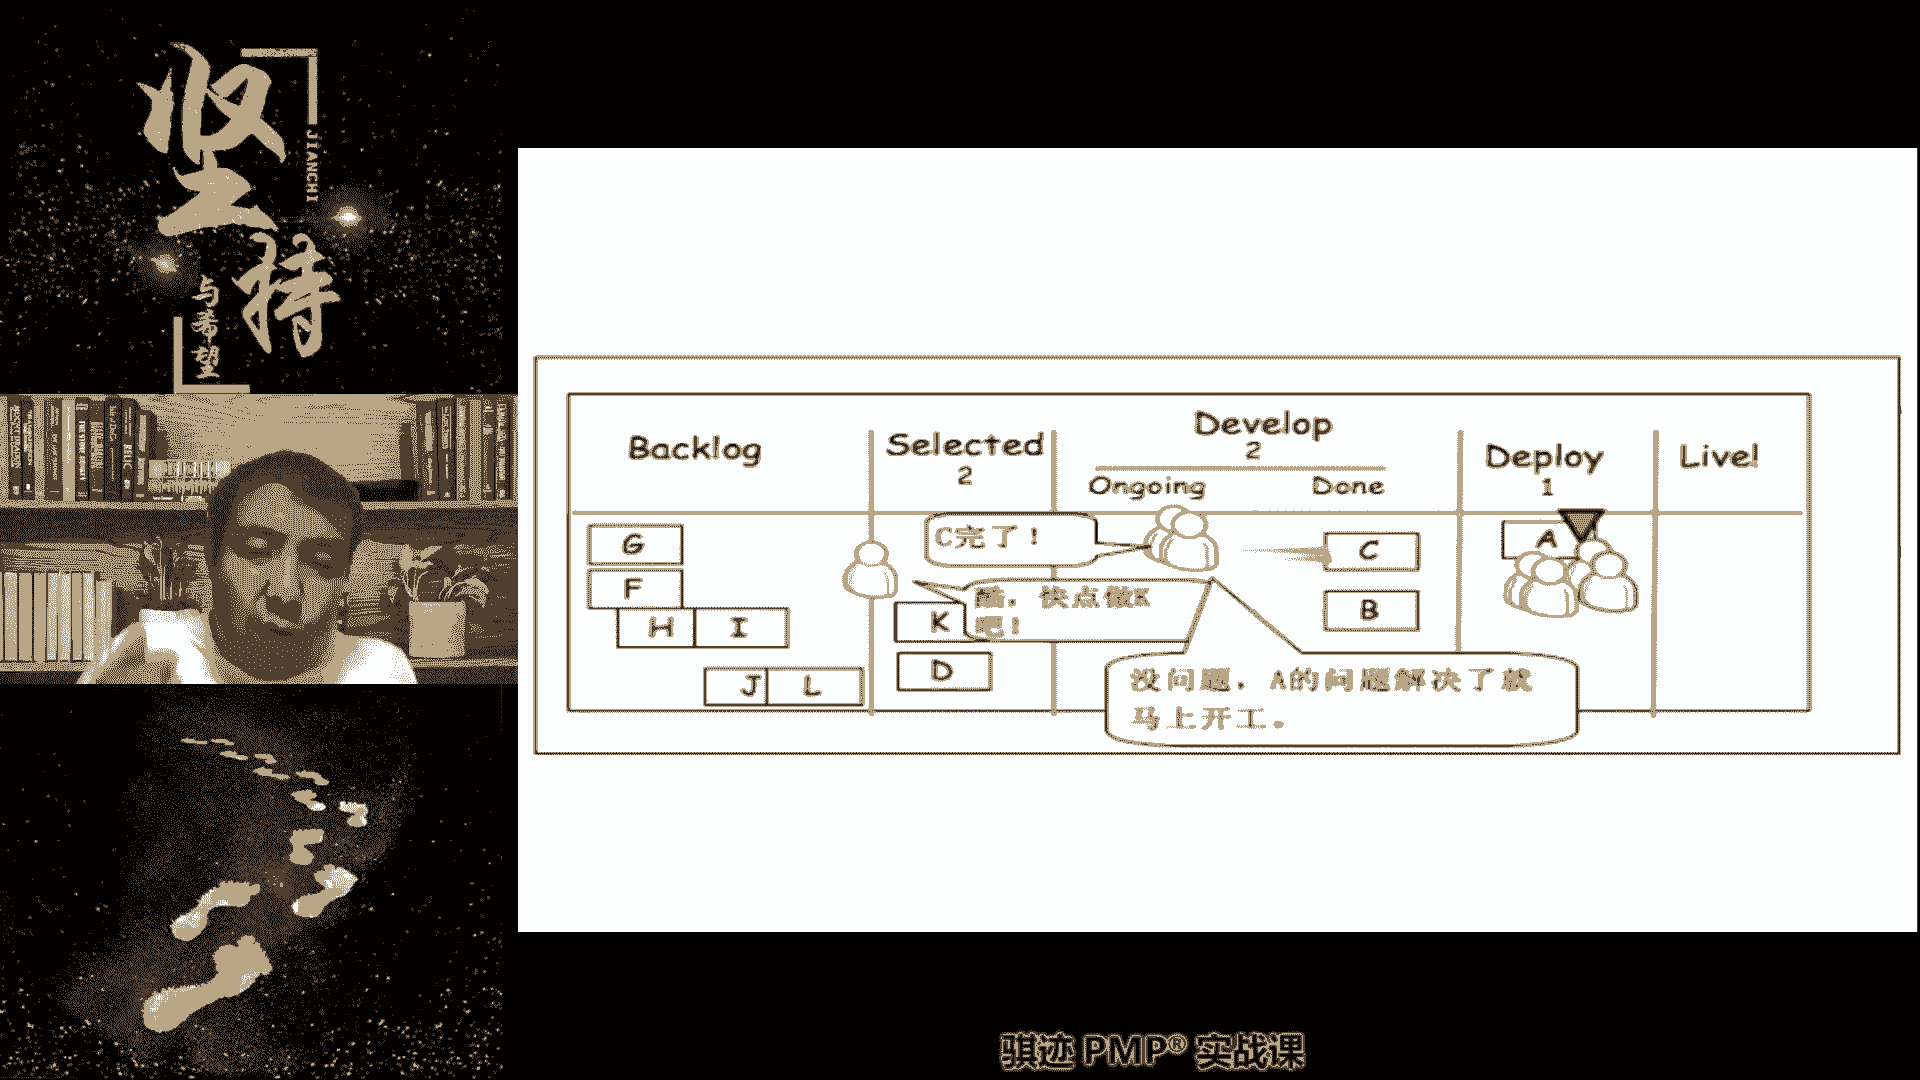 坚持
JIANCHI
与希望
Backlog
Selected
2
Develop
2
Ongoing
Done
Deploy
1
Live!
G
F
H
I
J
L
K
D
C
B
A
C完了！
酷，快点做K
吧！
没问题，A的问题解决了就
马上开工。
骐迹 PMP® 实战课